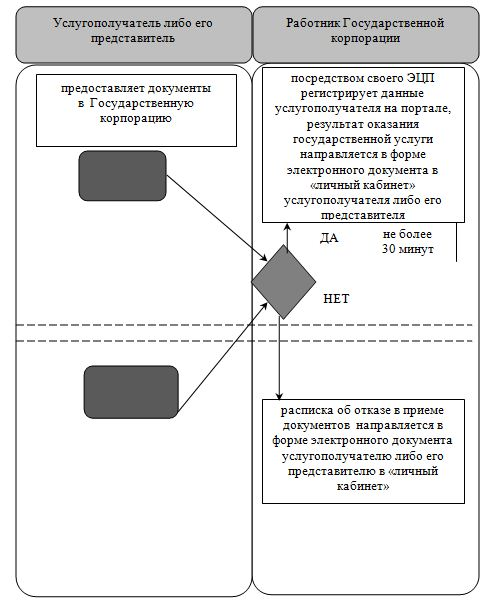 Услугополучатель либо его
представитель
Работник Государственной
корпорации
предоставляет документы
в Государственную
корпорацию
посредством своего ЭЦП
регистрирует данные
услугополучателя на портале,
результат оказания
государственной услуги
направляется в форме
электронного документа в
«личный кабинет»
услугополучателя либо его
представителя
ДА
не более
30 минут
НЕТ
расписка об отказе в приеме
документов направляется в
форме электронного документа
услугополучателю либо его
представителю в «личный
кабинет»